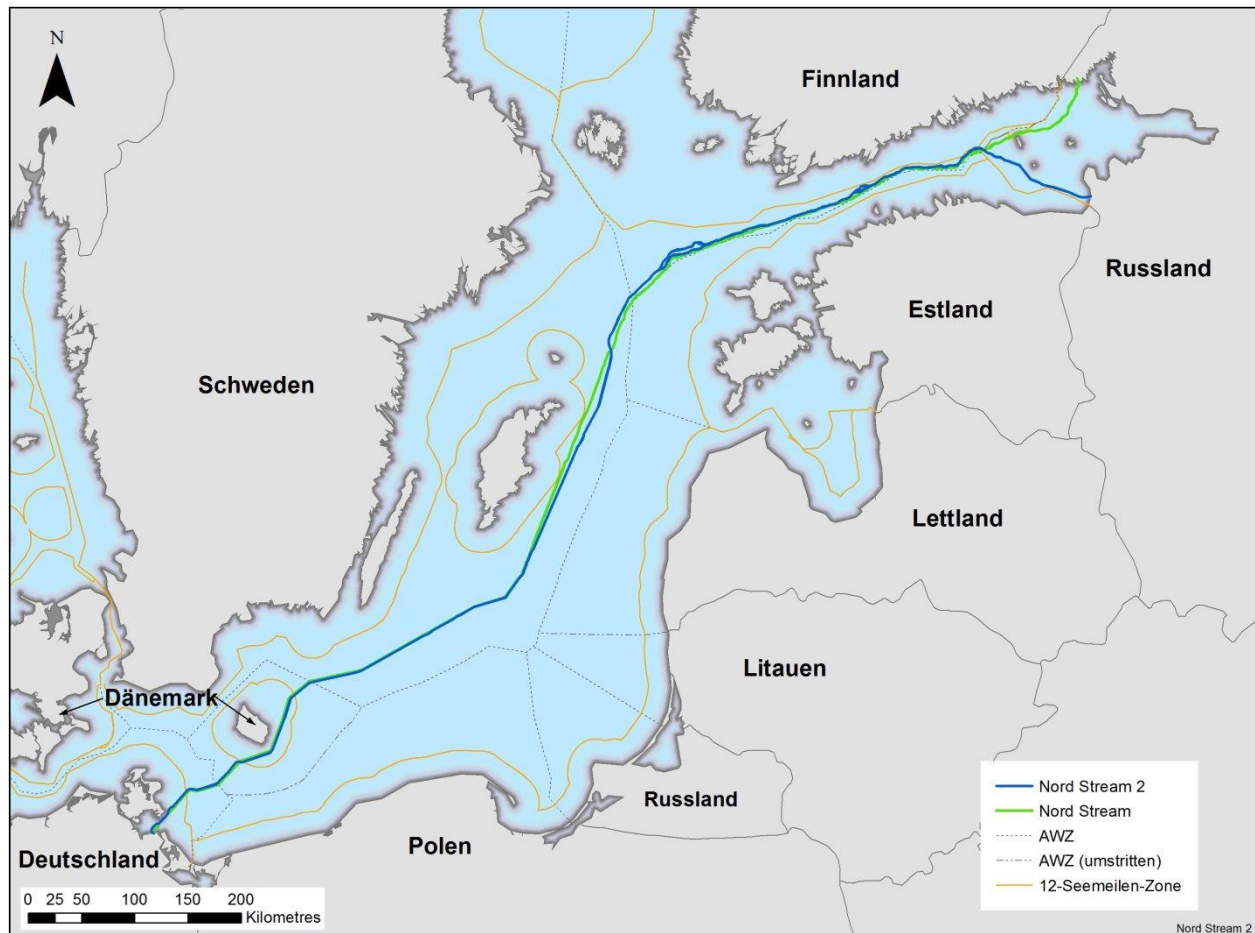 N
Finnland
Russland
Estland
Schweden
Lettland
Litauen
Dänemark
Russland
Polen
Deutschland
Nord Stream 2
Nord Stream
AWZ
AWZ (umstritten)
12-Seemeilen-Zone
0 25 50 100 150 200
Kilometres
Nord Stream 2